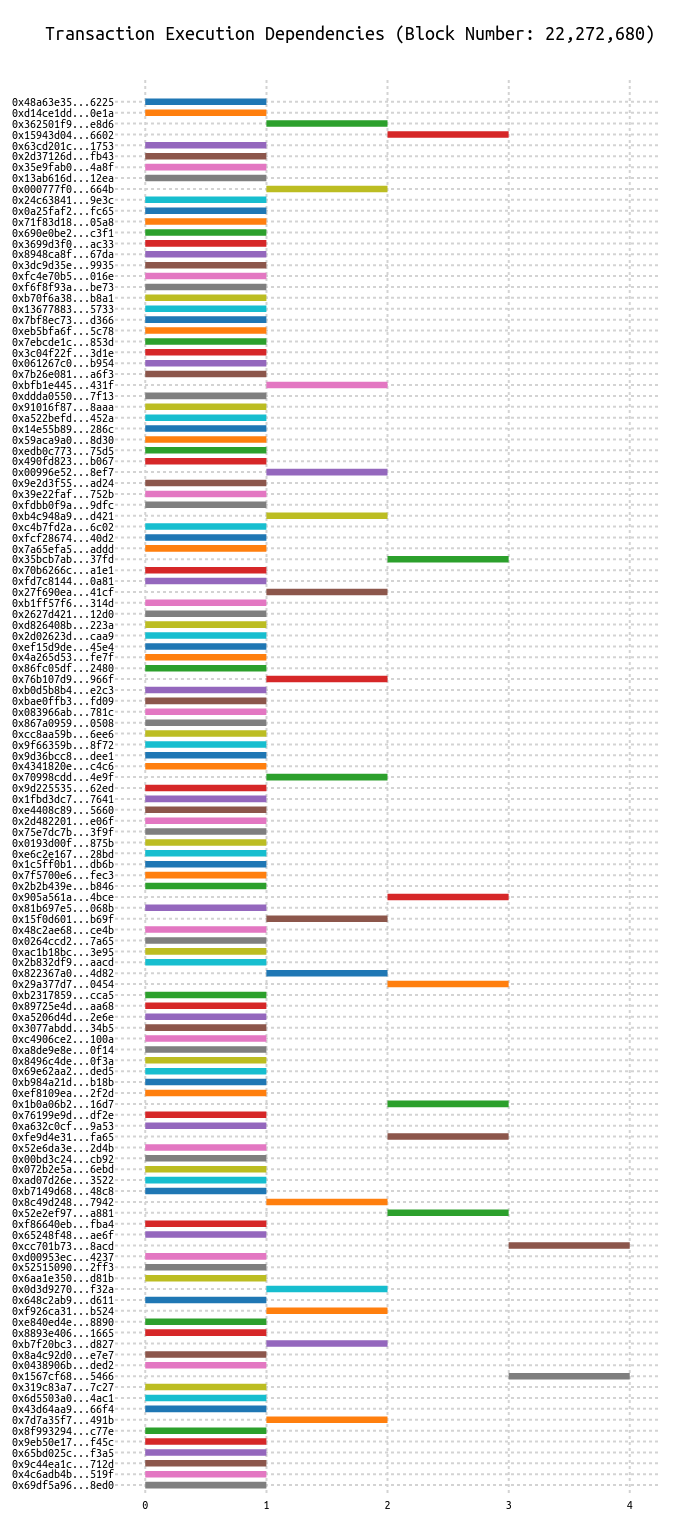 Transaction Execution Dependencies (Block Number: 22,272,680)
0x48a63e35...6225
0xd14ce1dd...0e1a
0x362501f9...e8d6
0x15943d04...6602
0x63cd201c...1753
0x2d37126d...fb43
0x35e9fab0...4a8f
0x13ab616d...12ea
0x000777f0...664b
0x24c63841...9e3c
0x0a25faf2...fc65
0x71f83d18...05a8
0x690e0be2...c3f1
0x3699d3f0...ac33
0x8948ca8f...67da
0x3dc9d35e...9935
0xfc4e70b5...016e
0xf6f8f93a...be73
0xb70f6a38...b8a1
0x13677883...5733
0x7bf8ec73...d366
0xeb5bfa6f...5c78
0x7ebcde1c...853d
0x3c04f22f...3d1e
0x061267c0...b954
0x7b26e081...a6f3
0xbfb1e445...431f
0xddda0550...7f13
0x91016f87...8aaa
0xa522befd...452a
0x14e55b89...286c
0x59aca9a0...8d30
0xedb0c773...75d5
0x490fd823...b067
0x00996e52...8ef7
0x9e2d3f55...ad24
0x39e22faf...752b
0xfdbb0f9a...9dfc
0xb4c948a9...d421
0xc4b7fd2a...6c02
0xfcf28674...40d2
0x7a65efa5...addd
0x35bcb7ab...37fd
0x70b6266c...a1e1
0xfd7c8144...0a81
0x27f690ea...41cf
0xb1ff57f6...314d
0x2627d421...12d0
0xd826408b...223a
0x2d02623d...caa9
0xef15d9de...45e4
0x4a265d53...fe7f
0x86fc05df...2480
0x76b107d9...966f
0xb0d5b8b4...e2c3
0xbae0ffb3...fd09
0x083966ab...781c
0x867a0959...0508
0xcc8aa59b...6ee6
0x9f66359b...8f72
0x9d36bcc8...dee1
0x4341820e...c4c6
0x70998cdd...4e9f
0x9d225535...62ed
0x1fbd3dc7...7641
0xe4408c89...5660
0x2d482201...e06f
0x75e7dc7b...3f9f
0x0193d00f...875b
0xe6c2e167...28bd
0x1c5ff0b1...db6b
0x7f5700e6...fec3
0x2b2b439e...b846
0x905a561a...4bce
0x81b697e5...068b
0x15f0d601...b69f
0x48c2ae68...ce4b
0x0264ccd2...7a65
0xac1b18bc...3e95
0x2b832df9...aacd
0x822367a0...4d82
0x29a377d7...0454
0xb2317859...cca5
0x89725e4d...aa68
0xa5206d4d...2e6e
0x3077abdd...34b5
0xc4906ce2...100a
0xa8de9e8e...0f14
0x8496c4de...0f3a
0x69e62aa2...ded5
0xb984a21d...b18b
0xef8109ea...2f2d
0x1b0a06b2...16d7
0x76199e9d...df2e
0xa632c0cf...9a53
0xfe9d4e31...fa65
0x52e6da3e...2d4b
0x00bd3c24...cb92
0x072b2e5a...6ebd
0xad07d26e...3522
0xb7149d68...48c8
0x8c49d248...7942
0x52e2ef97...a881
0xf86640eb...fba4
0x65248f48...ae6f
0xcc701b73...8acd
0xd00953ec...4237
0x52515090...2ff3
0x6aa1e350...d81b
0x0d3d9270...f32a
0x648c2ab9...d611
0xf926ca31...b524
0xe840ed4e...8890
0x8893e406...1665
0xb7f20bc3...d827
0x8a4c92d0...e7e7
0x0438906b...ded2
0x1567cf68...5466
0x319c83a7...7c27
0x6d5503a0...4ac1
0x43d64aa9...66f4
0x7d7a35f7...491b
0x8f993294...c77e
0x9eb50e17...f45c
0x65bd025c...f3a5
0x9c44ea1c...712d
0x4c6adb4b...519f
0x69df5a96...8ed0
0 1 2 3 4